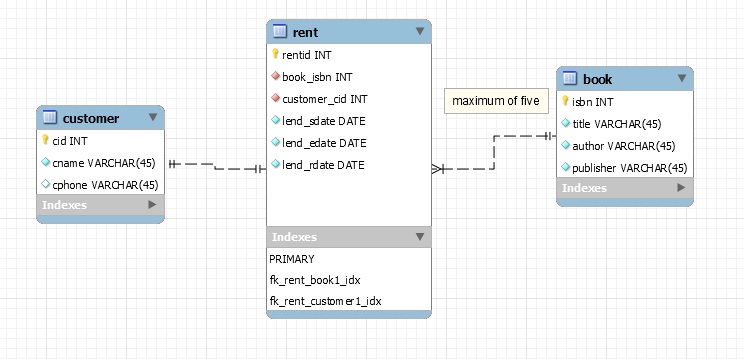 customer
cid INT
cname VARCHAR(45)
cphone VARCHAR(45)
Indexes
rent
rentid INT
book_isbn INT
customer_cid INT
lend_sdate DATE
lend_edate DATE
lend_rdate DATE
Indexes
PRIMARY
fk_rent_book1_idx
fk_rent_customer1_idx
maximum of five
book
isbn INT
title VARCHAR(45)
author VARCHAR(45)
publisher VARCHAR(45)
Indexes